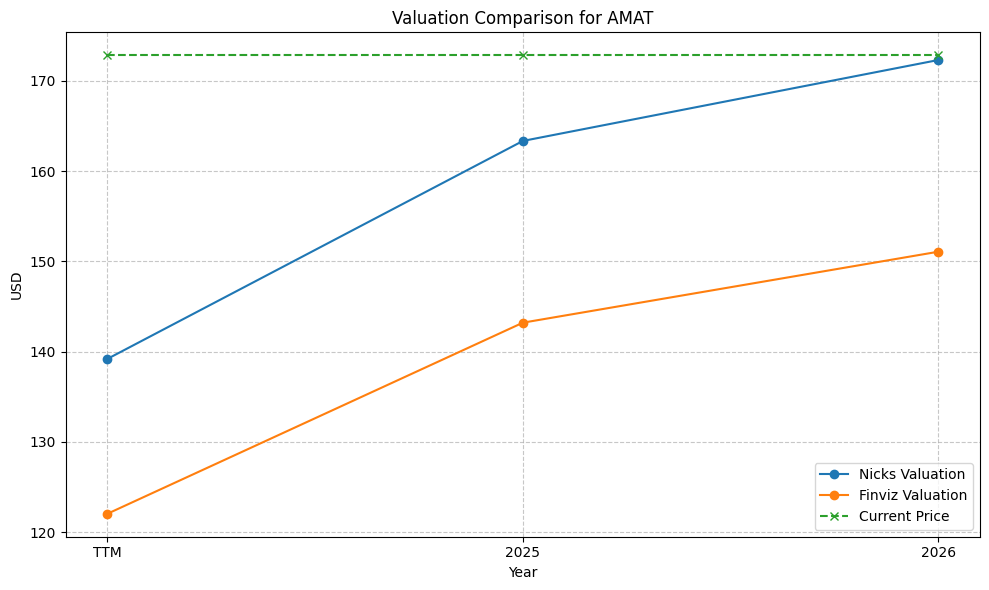 Valuation Comparison for AMAT
USD
170
160
150
140
130
120
TTM
2025
2026
Year
Nicks Valuation
Finviz Valuation
Current Price